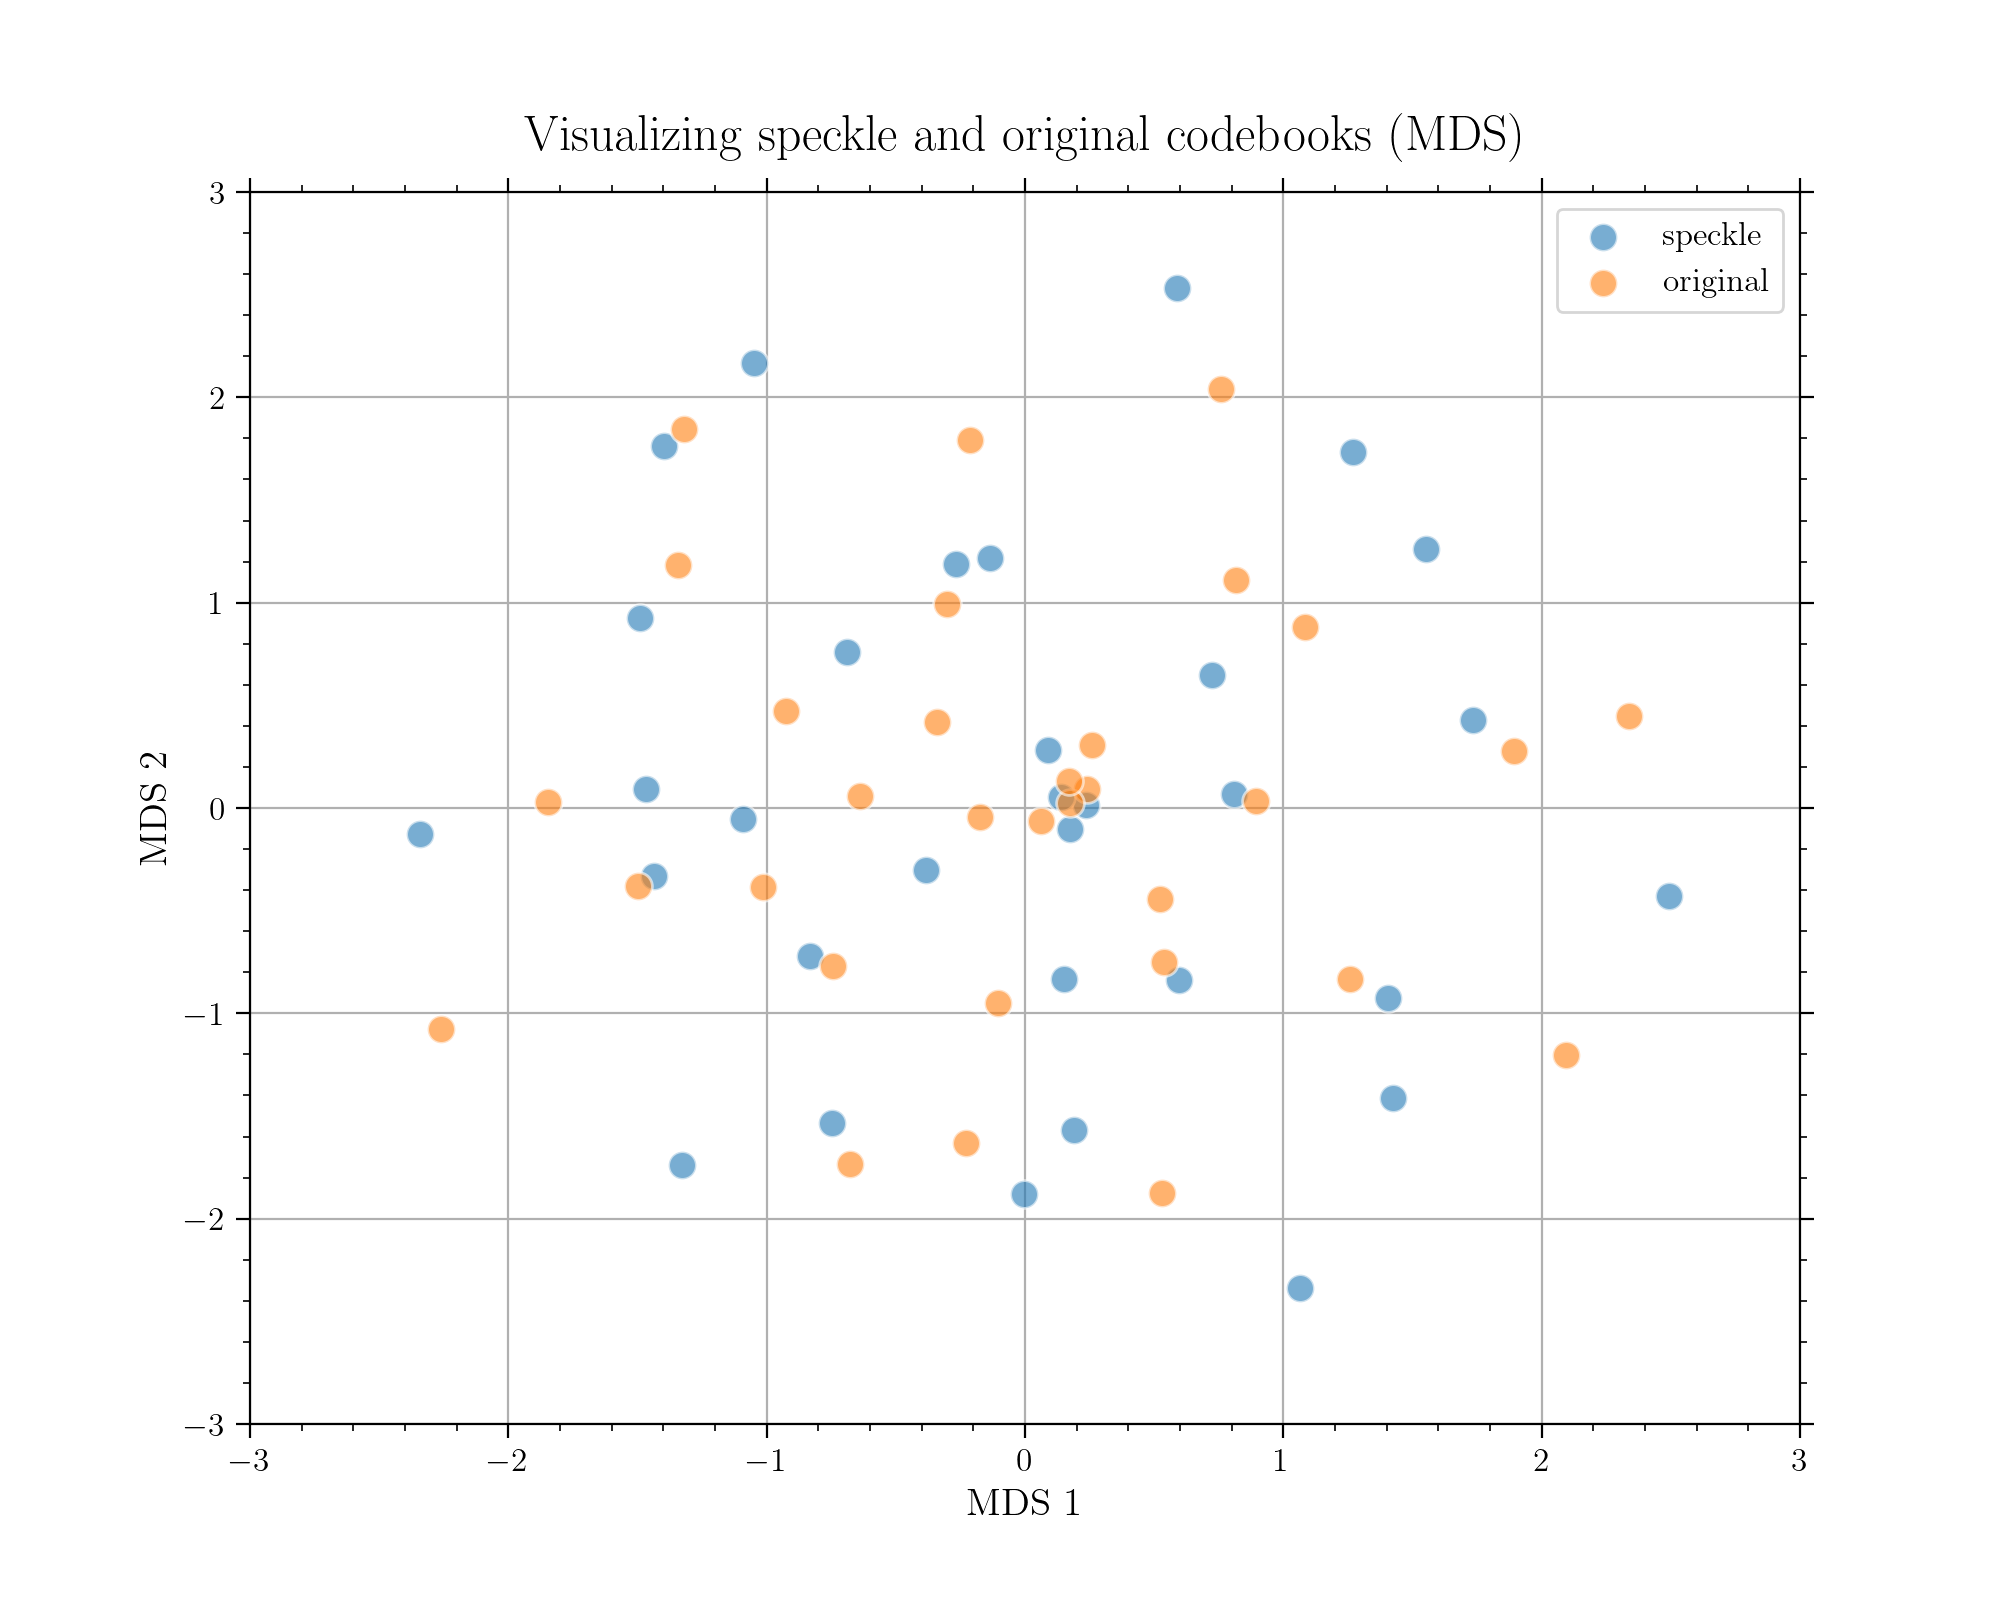 Visualizing speckle and original codebooks (MDS)
speckle
original
3
2
1
0
−1
−2
−3
MDS 2
−3 −2 −1 0 1 2 3
MDS 1